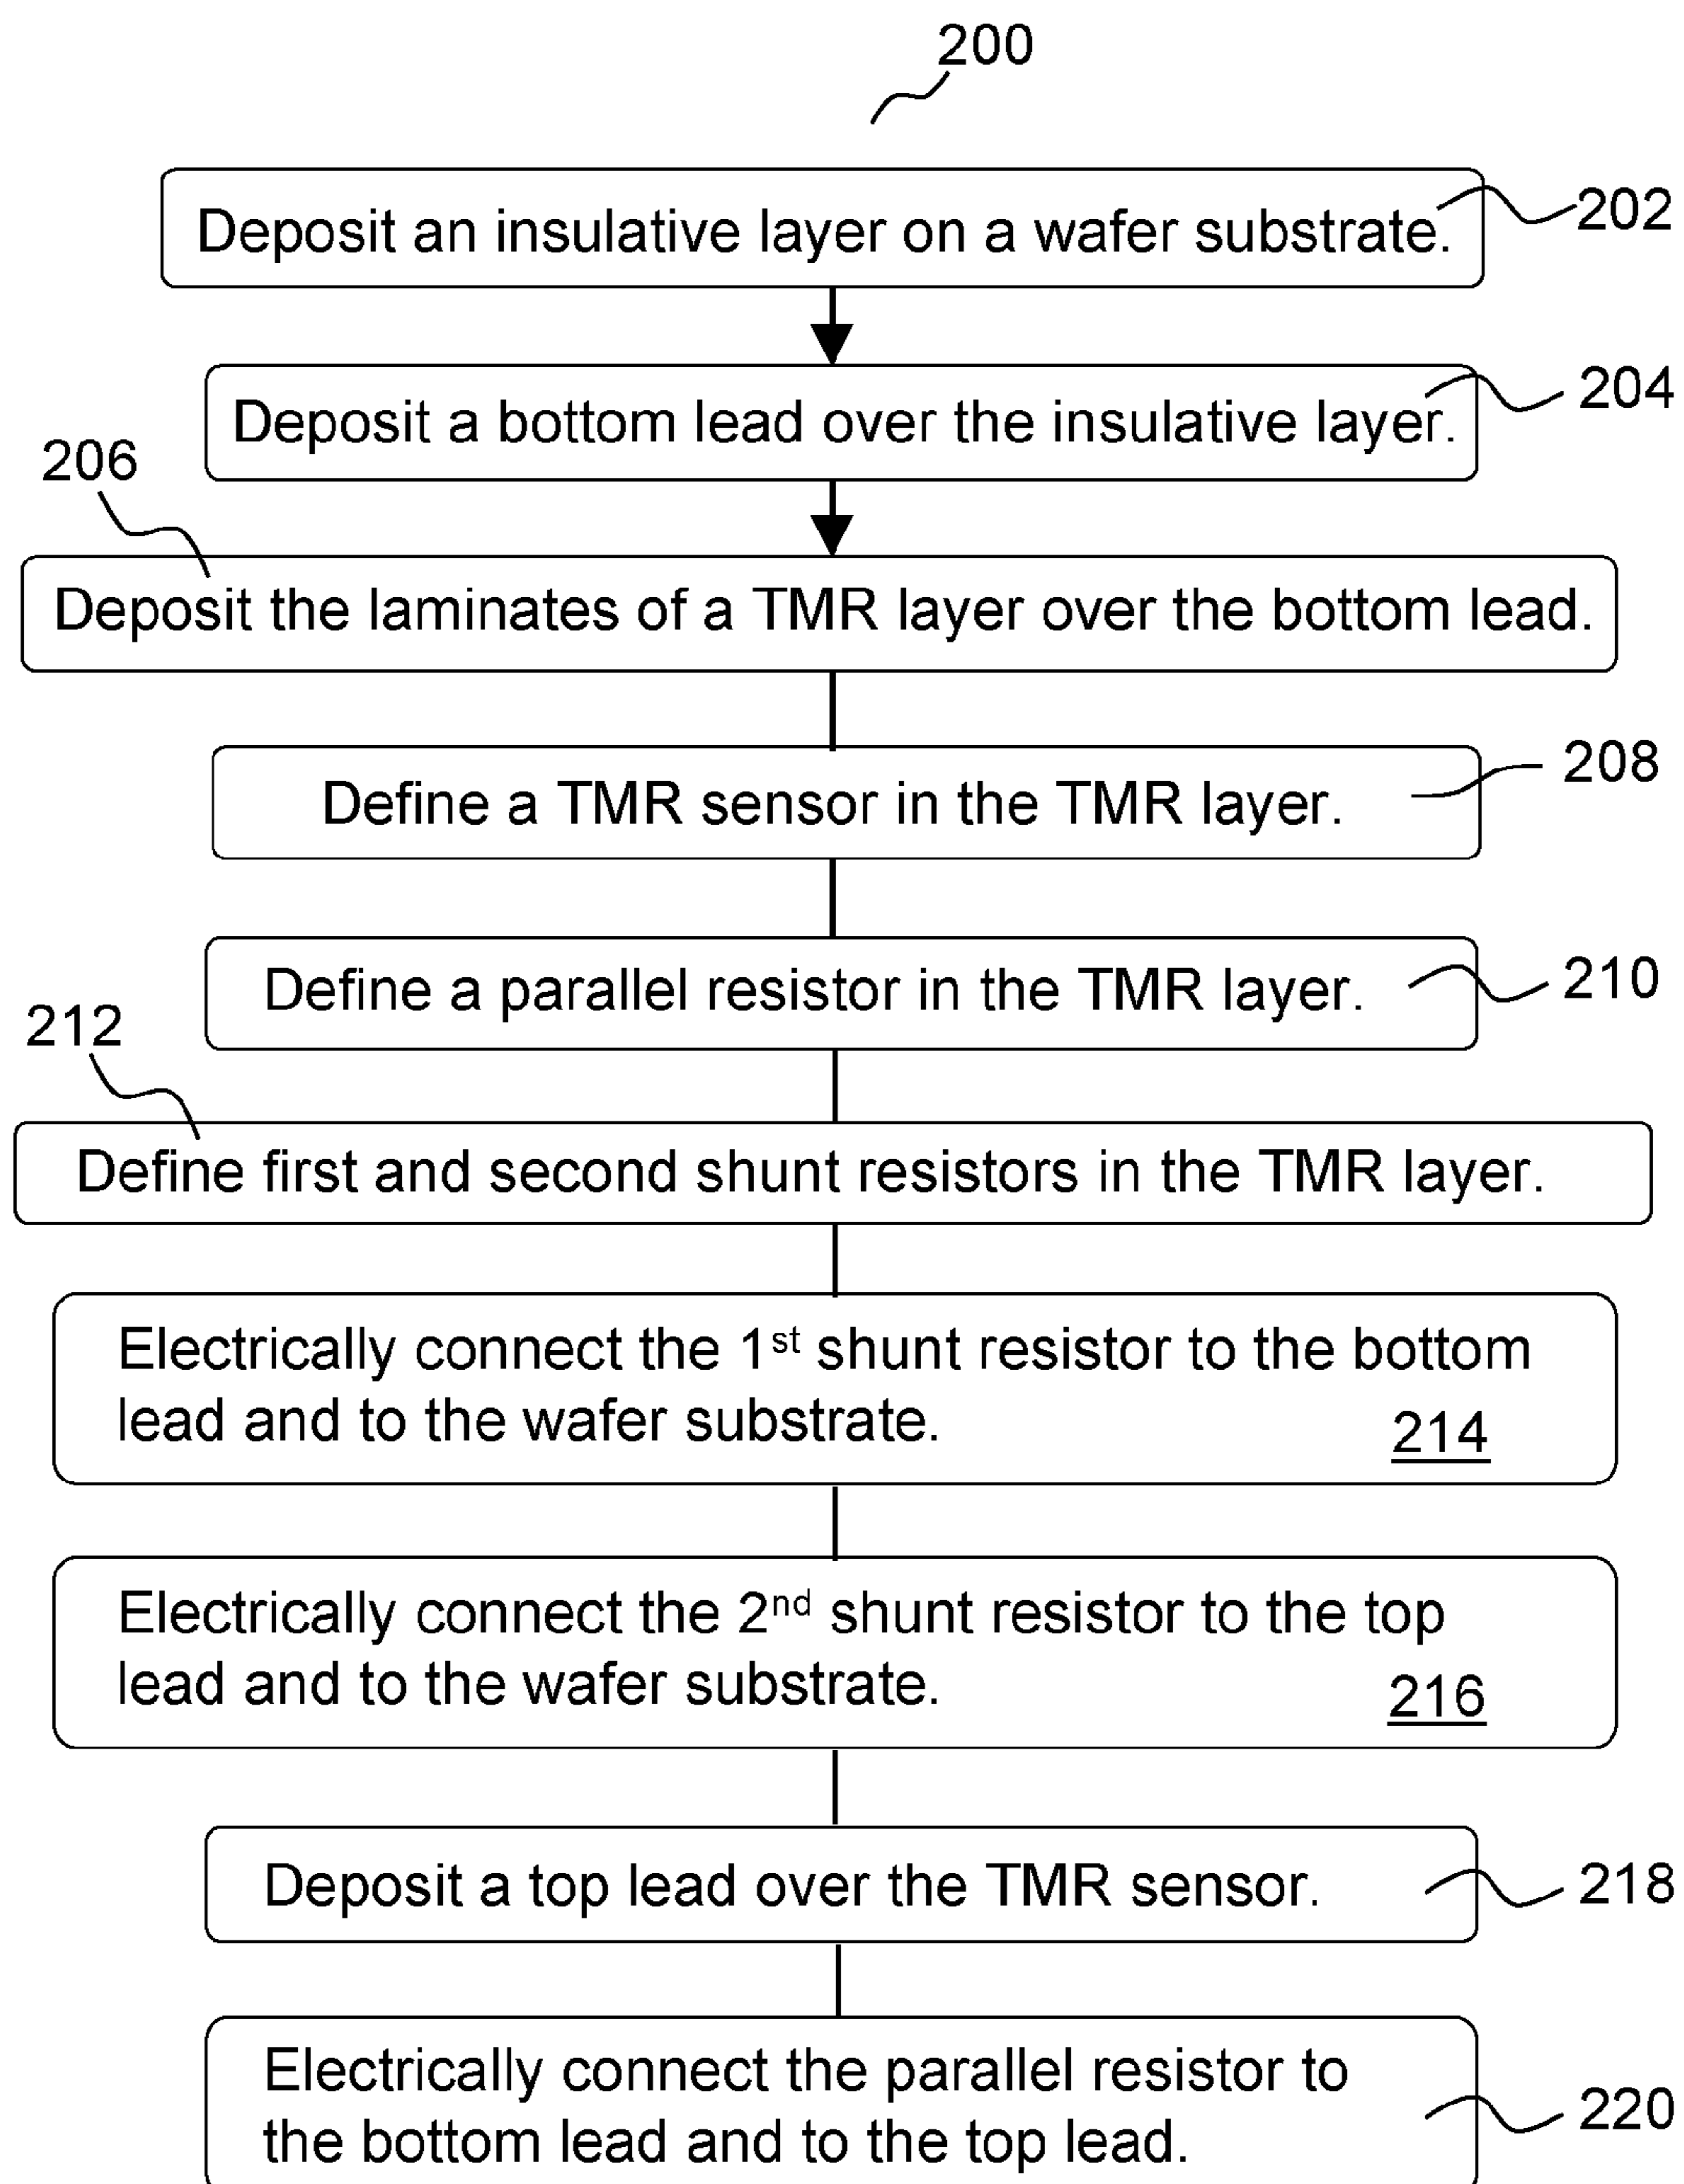 200
Deposit an insulative layer on a wafer substrate.
202
Deposit a bottom lead over the insulative layer.
204
206
Deposit the laminates of a TMR layer over the bottom lead.
Define a TMR sensor in the TMR layer.
208
Define a parallel resistor in the TMR layer.
210
212
Define first and second shunt resistors in the TMR layer.
Electrically connect the 1st shunt resistor to the bottom
lead and to the wafer substrate.
214
Electrically connect the 2nd shunt resistor to the top
lead and to the wafer substrate.
216
Deposit a top lead over the TMR sensor.
218
Electrically connect the parallel resistor to
the bottom lead and to the top lead.
220